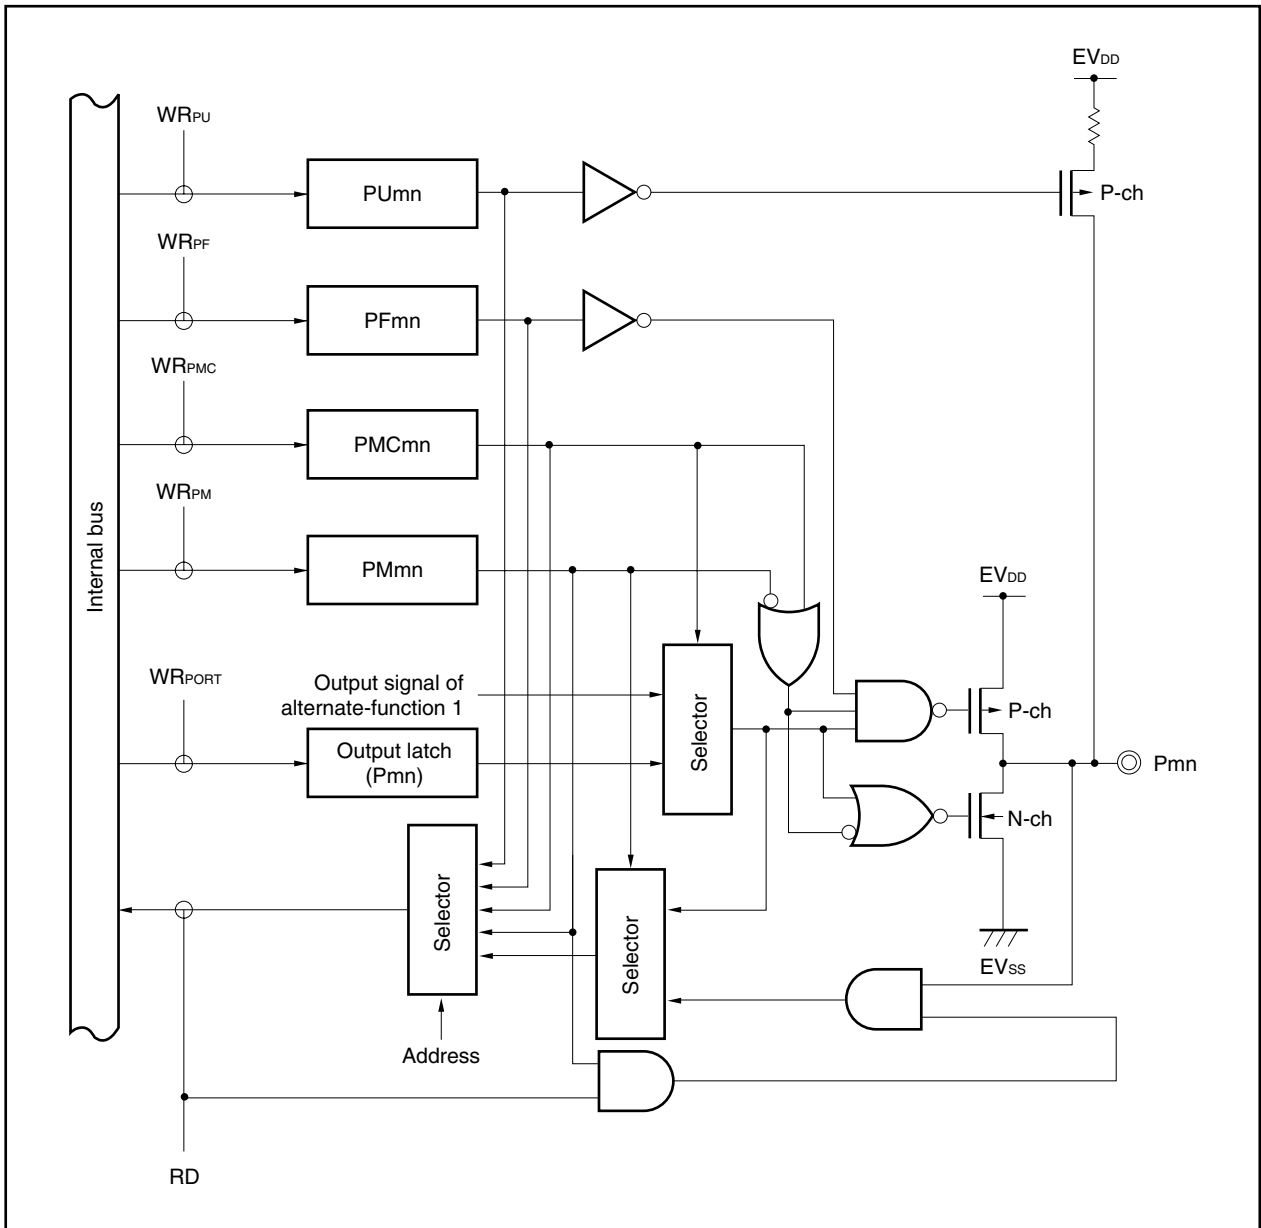 EVDD
WRPU
PUmn
P-ch
WRPF
PFmn
WRPMC
PMCmn
WRPM
PMmn
Internal bus
EVDD
WRPORT
Output signal of
alternate-function 1
Output latch
(Pmn)
Selector
P-ch
Pmn
N-ch
Selector
Selector
EVSS
Address
RD